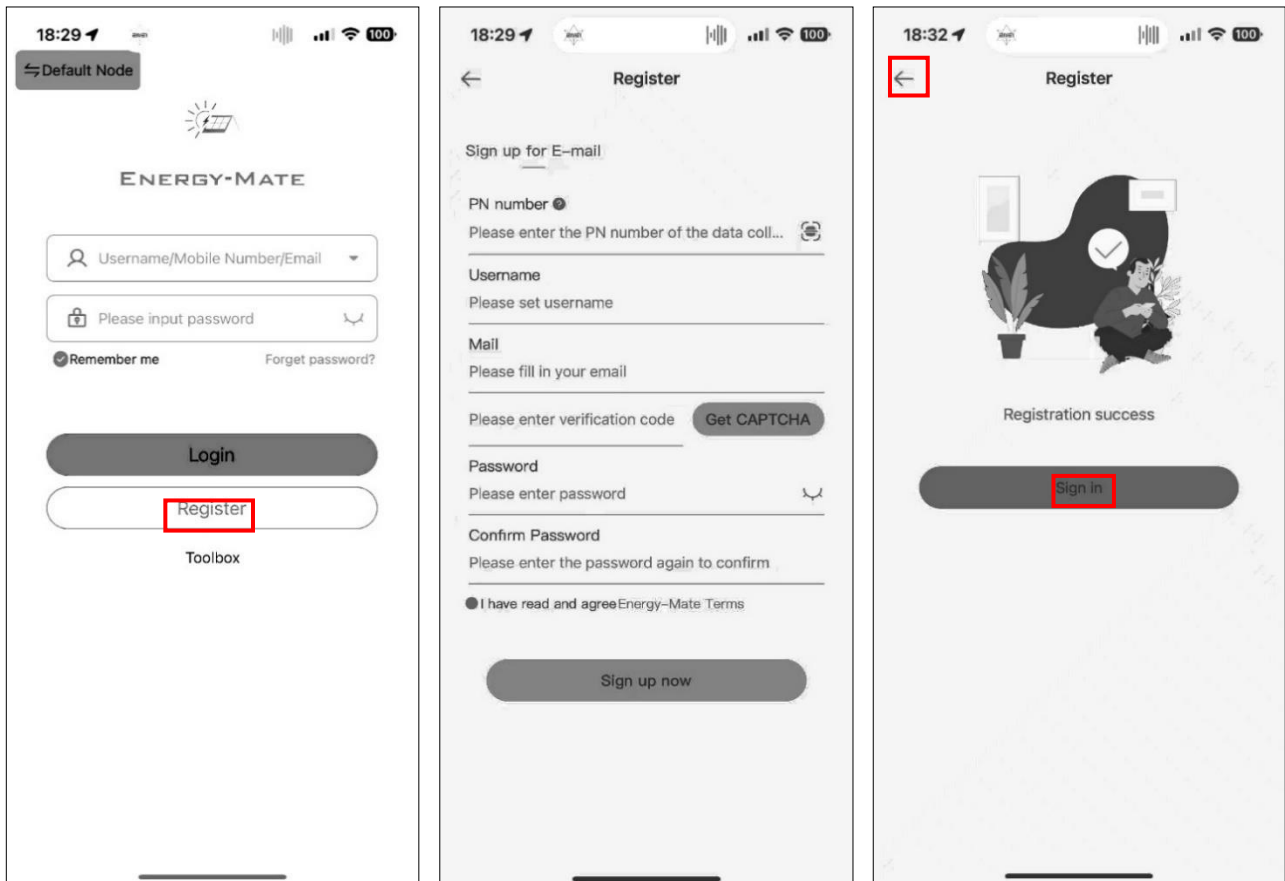 18:29
100
Default Node
ENERGY-MATE
Username/Mobile Number/Email
Please input password
Remember me
Forget password?
Login
Register
Toolbox
18:29
100
Register
Sign up for E-mail
PN number
Please enter the PN number of the data coll...
Username
Please set username
Mail
Please fill in your email
Please enter verification code
Get CAPTCHA
Password
Please enter password
Confirm Password
Please enter the password again to confirm
I have read and agree Energy-Mate Terms
Sign up now
18:32
100
Register
Registration success
Sign in